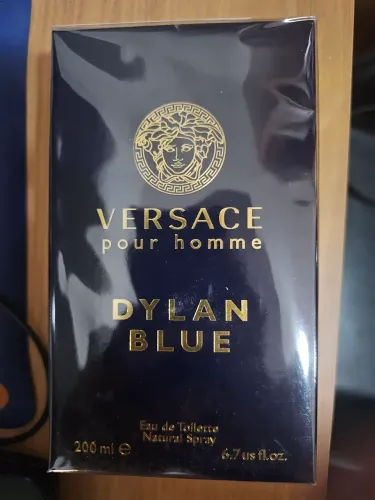 VERSACE
pour homme
DYLAN
BLUE
Eau de Toilette
Natural Spray
200 ml ℮ 6.7 us fl.oz.